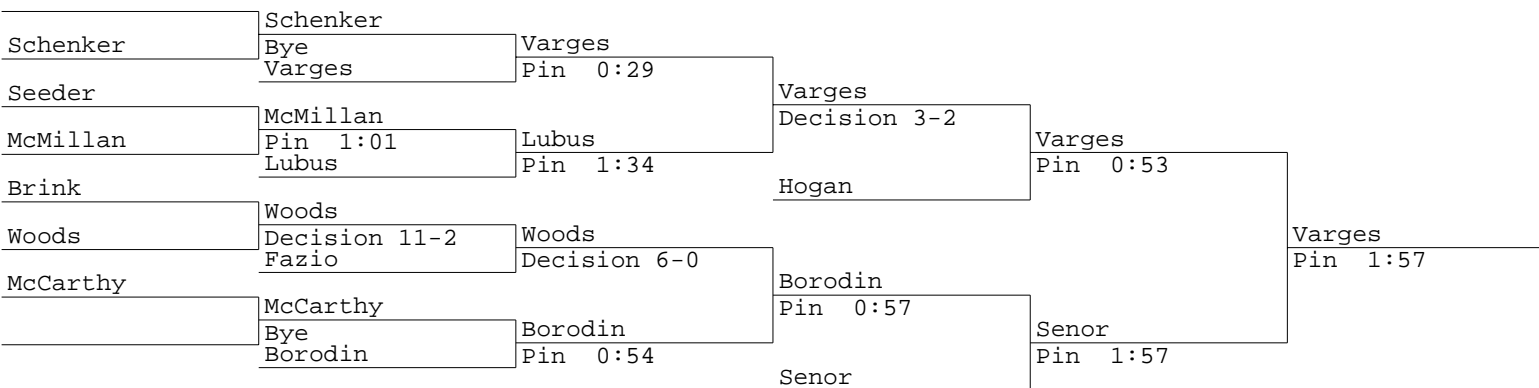 Schenker
Schenker
Bye
Varges
Varges
Pin 0:29
Seeder
Varges
McMillan
Decision 3-2
McMillan
Pin 1:01
Lubus
Varges
Lubus
Pin 1:34
Pin 0:53
Brink
Hogan
Woods
Woods
Decision 11-2
Woods
Varges
Fazio
Decision 6-0
Pin 1:57
McCarthy
Borodin
McCarthy
Pin 0:57
Bye
Borodin
Senor
Borodin
Pin 0:54
Pin 1:57
Senor